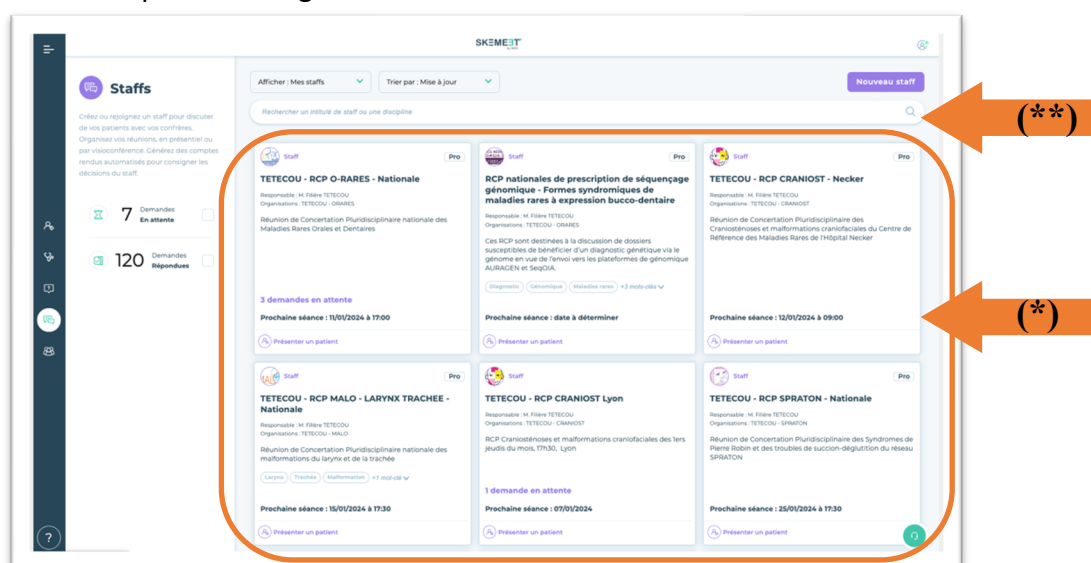 SKEMEET
Staffs
Créez ou rejoignez un staff pour discuter
de vos patients avec vos confrères.
Organisez vos réunions, en présentiel ou
par visioconférence. Générez des comptes
rendus automatisés pour consigner les
décisions du staff.
7 Demandes
En attente
120 Demandes
Répondues
?
Afficher : Mes staffs
Trier par : Mise à jour
Nouveau staff
Rechercher un intitulé de staff ou une discipline
(**)
(*)
Staff
Pro
TETECOU - RCP O-RARES - Nationale
Responsable : M. Filière TETECOU
Organisations : TETECOU - ORARES
Réunion de Concertation Pluridisciplinaire nationale des
Maladies Rares Orales et Dentaires
3 demandes en attente
Prochaine séance : 11/01/2024 à 17:00
Présenter un patient
Staff
Pro
RCP nationales de prescription de séquençage
génomique - Formes syndromiques de
maladies rares à expression bucco-dentaire
Responsable : M. Filière TETECOU
Organisations : TETECOU - ORARES
Ces RCP sont destinées à la discussion de dossiers
susceptibles de bénéficier d'un diagnostic génétique via le
génome en vue de l'envoi vers les plateformes de génomique
AURAGEN et SeqOIA.
Diagnostic Génomique Maladies rares +3 mots-clés
Prochaine séance : date à déterminer
Présenter un patient
Staff
Pro
TETECOU - RCP CRANIOST - Necker
Responsable : M. Filière TETECOU
Organisations : TETECOU - CRANIOST
Réunion de Concertation Pluridisciplinaire des
Craniosténoses et malformations craniofaciales du Centre de
Référence des Maladies Rares de l'Hôpital Necker
Prochaine séance : 12/01/2024 à 09:00
Présenter un patient
Staff
Pro
TETECOU - RCP MALO - LARYNX TRACHEE -
Nationale
Responsable : M. Filière TETECOU
Organisations : TETECOU - MALO
Réunion de Concertation Pluridisciplinaire nationale des
malformations du larynx et de la trachée
Larynx Trachée Malformation +1 mot-clé
Prochaine séance : 15/01/2024 à 17:30
Présenter un patient
Staff
Pro
TETECOU - RCP CRANIOST Lyon
Responsable : M. Filière TETECOU
Organisations : TETECOU - CRANIOST
RCP Craniosténoses et malformations craniofaciales des 1ers
jeudis du mois, 17h30, Lyon
1 demande en attente
Prochaine séance : 07/01/2024
Présenter un patient
Staff
Pro
TETECOU - RCP SPRATON - Nationale
Responsable : M. Filière TETECOU
Organisations : TETECOU - SPRATON
Réunion de Concertation Pluridisciplinaire des Syndromes de
Pierre Robin et des troubles de succion-déglutition du réseau
SPRATON
Prochaine séance : 25/01/2024 à 17:30
Présenter un patient